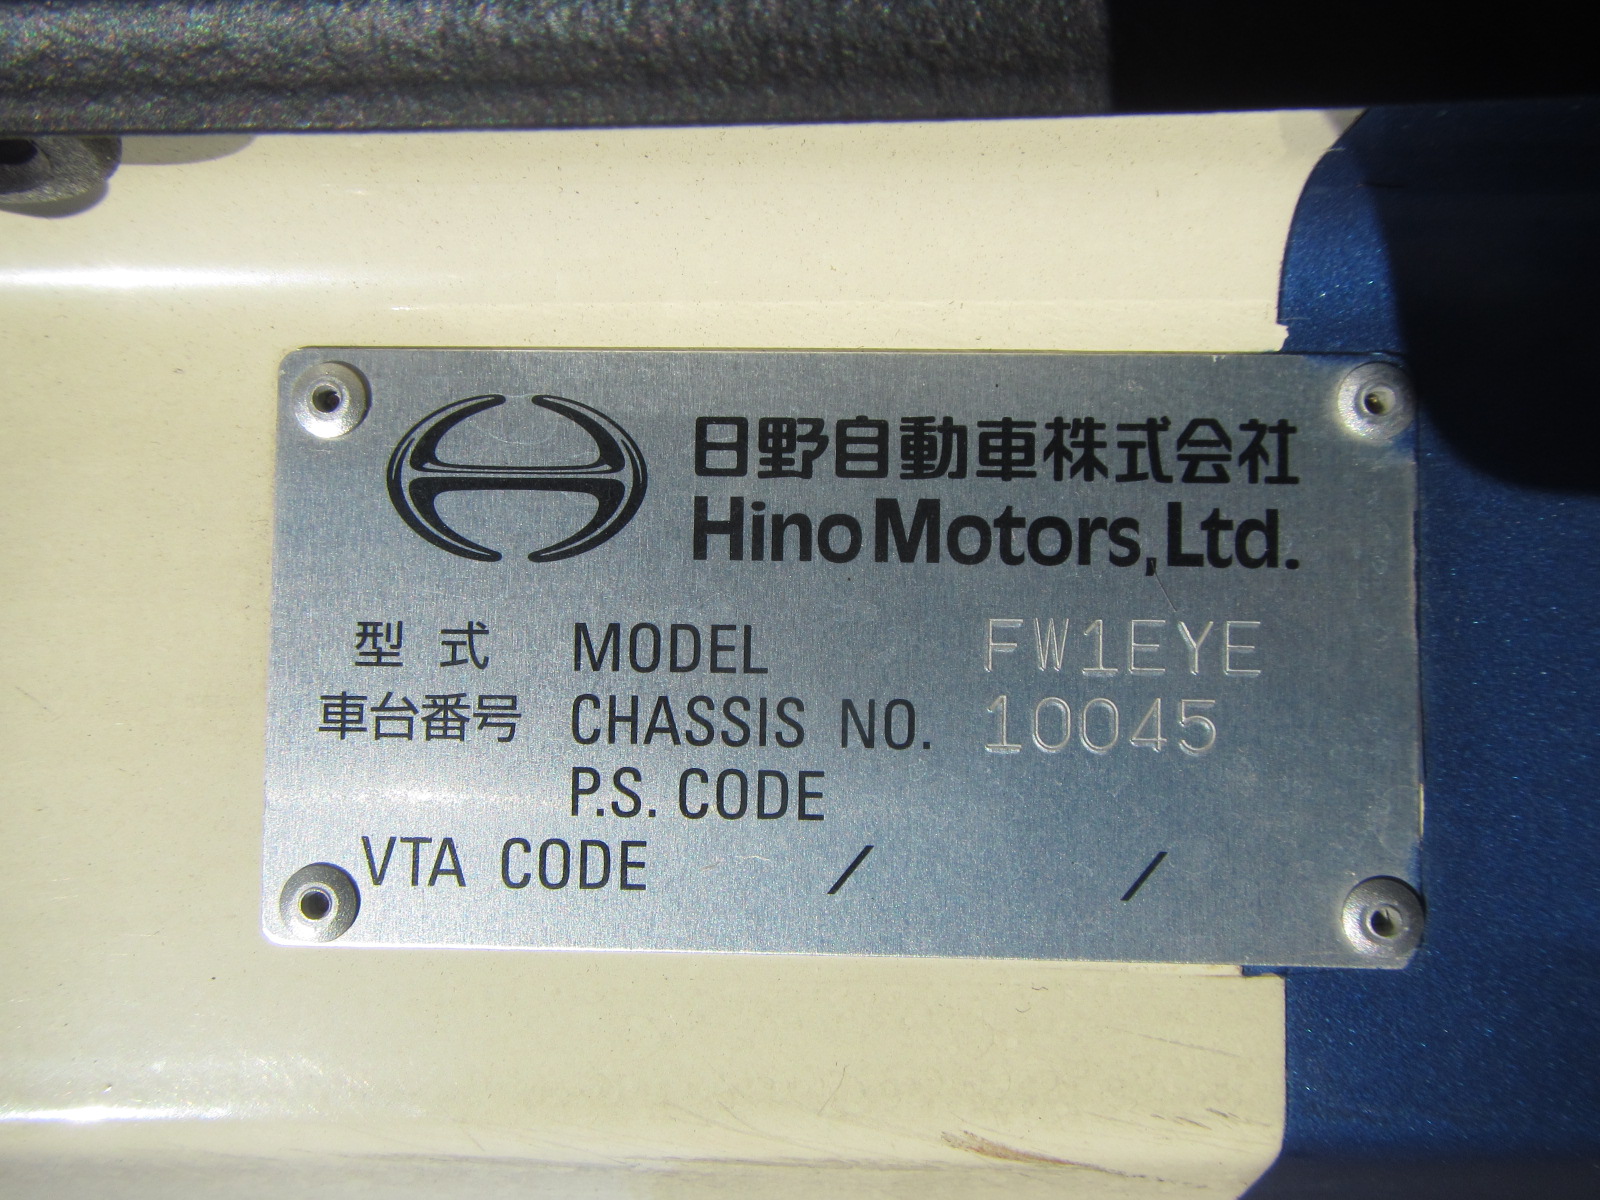 日野自動車株式会社
Hino Motors, Ltd.
型式 MODEL FW1EYE
車台番号 CHASSIS NO. 10045
P.S. CODE
VTA CODE / /